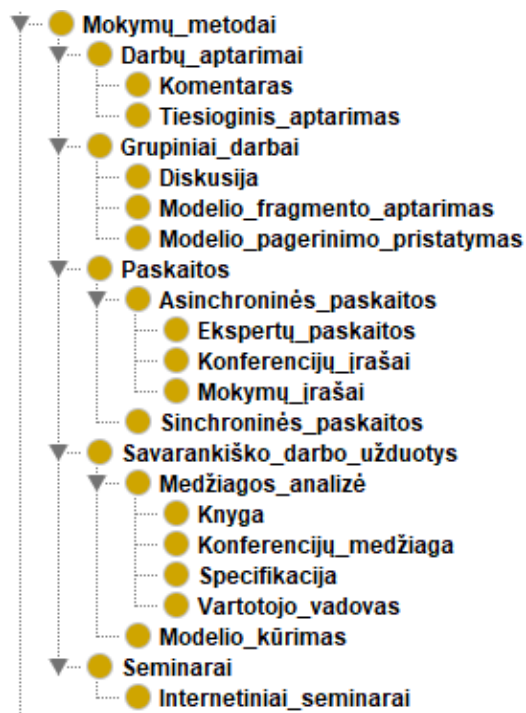 Mokymų_metodai
Darbų_aptarimai
Komentaras
Tiesioginis_aptarimas
Grupiniai_darbai
Diskusija
Modelio_fragmento_aptarimas
Modelio_pagerinimo_pristatymas
Paskaitos
Asinchroninės_paskaitos
Ekspertų_paskaitos
Konferencijų_įrašai
Mokymų_įrašai
Sinchroninės_paskaitos
Savarankiško_darbo_užduotys
Medžiagos_analizė
Knyga
Konferencijų_medžiaga
Specifikacija
Vartotojo_vadovas
Modelio_kūrimas
Seminarai
Internetiniai_seminarai